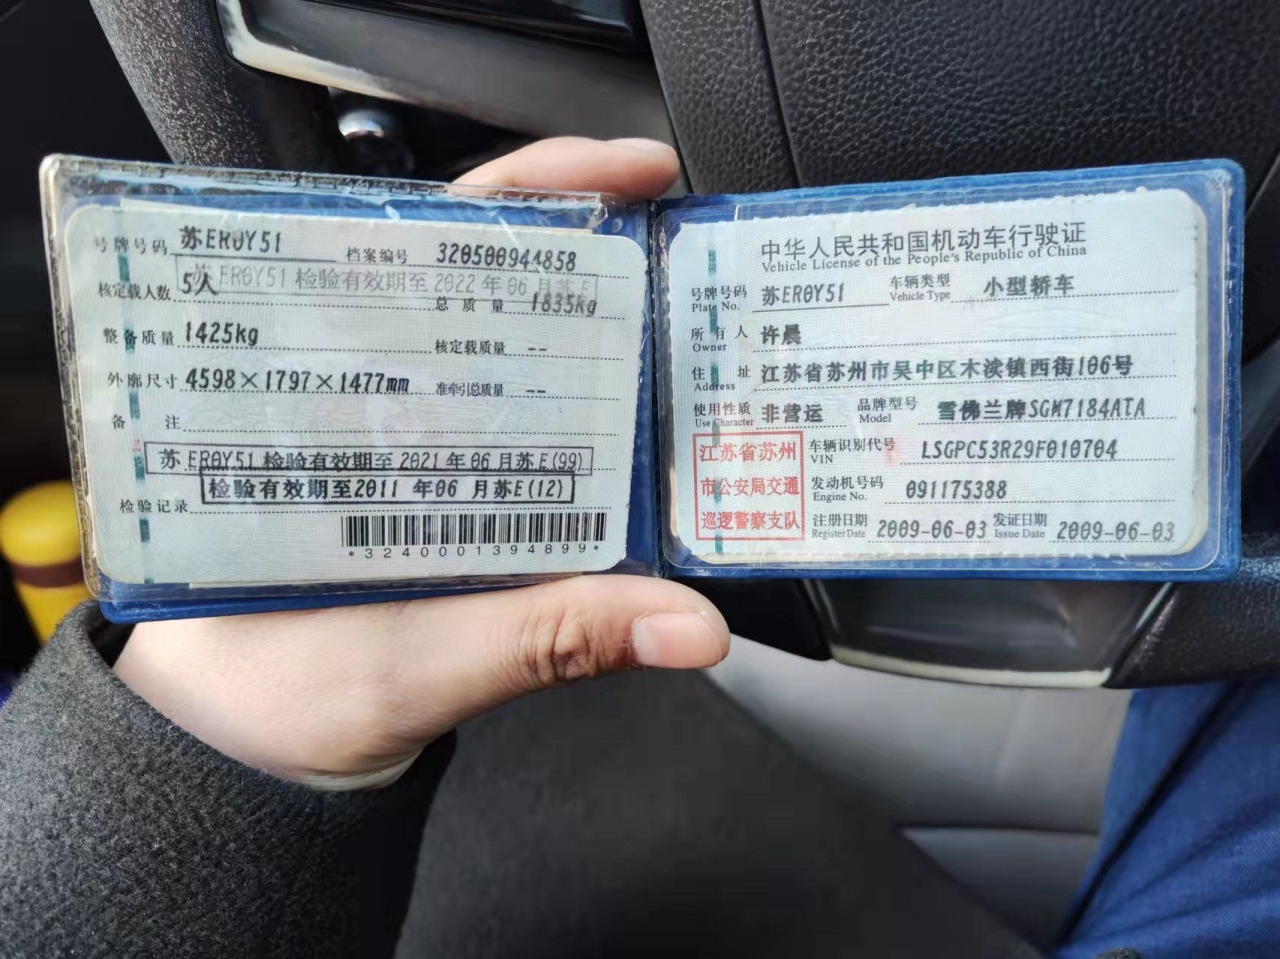 号牌号码 苏ER0Y51 档案编号 320500944858
苏ER0Y51 检验有效期至 2022 年 06 月 苏 E
核定载人数 5人 总 质 量 1835kg
整备质量 1425kg 核定载质量 --
外廓尺寸 4598×1797×1477mm 准牵引总质量 --
备 注
苏 ER0Y51 检验有效期至 2021 年 06 月 苏 E(99)
检验有效期至2011 年06 月 苏E(12)
检验记录
*3240001394899*
中华人民共和国机动车行驶证
Vehicle License of the People's Republic of China
号牌号码 苏ER0Y51 车辆类型 小型轿车
Plate No. Vehicle Type
所 有 人 许晨
Owner
住 址 江苏省苏州市吴中区木渎镇西街106号
Address
使用性质 非营运 品牌型号 雪佛兰牌SGM7184ATA
Use Character Model
江苏省苏州
市公安局交通
巡逻警察支队
车辆识别代号 LSGPC53R29F010704
VIN
发动机号码 091175388
Engine No.
注册日期 2009-06-03 发证日期 2009-06-03
Register Date Issue Date